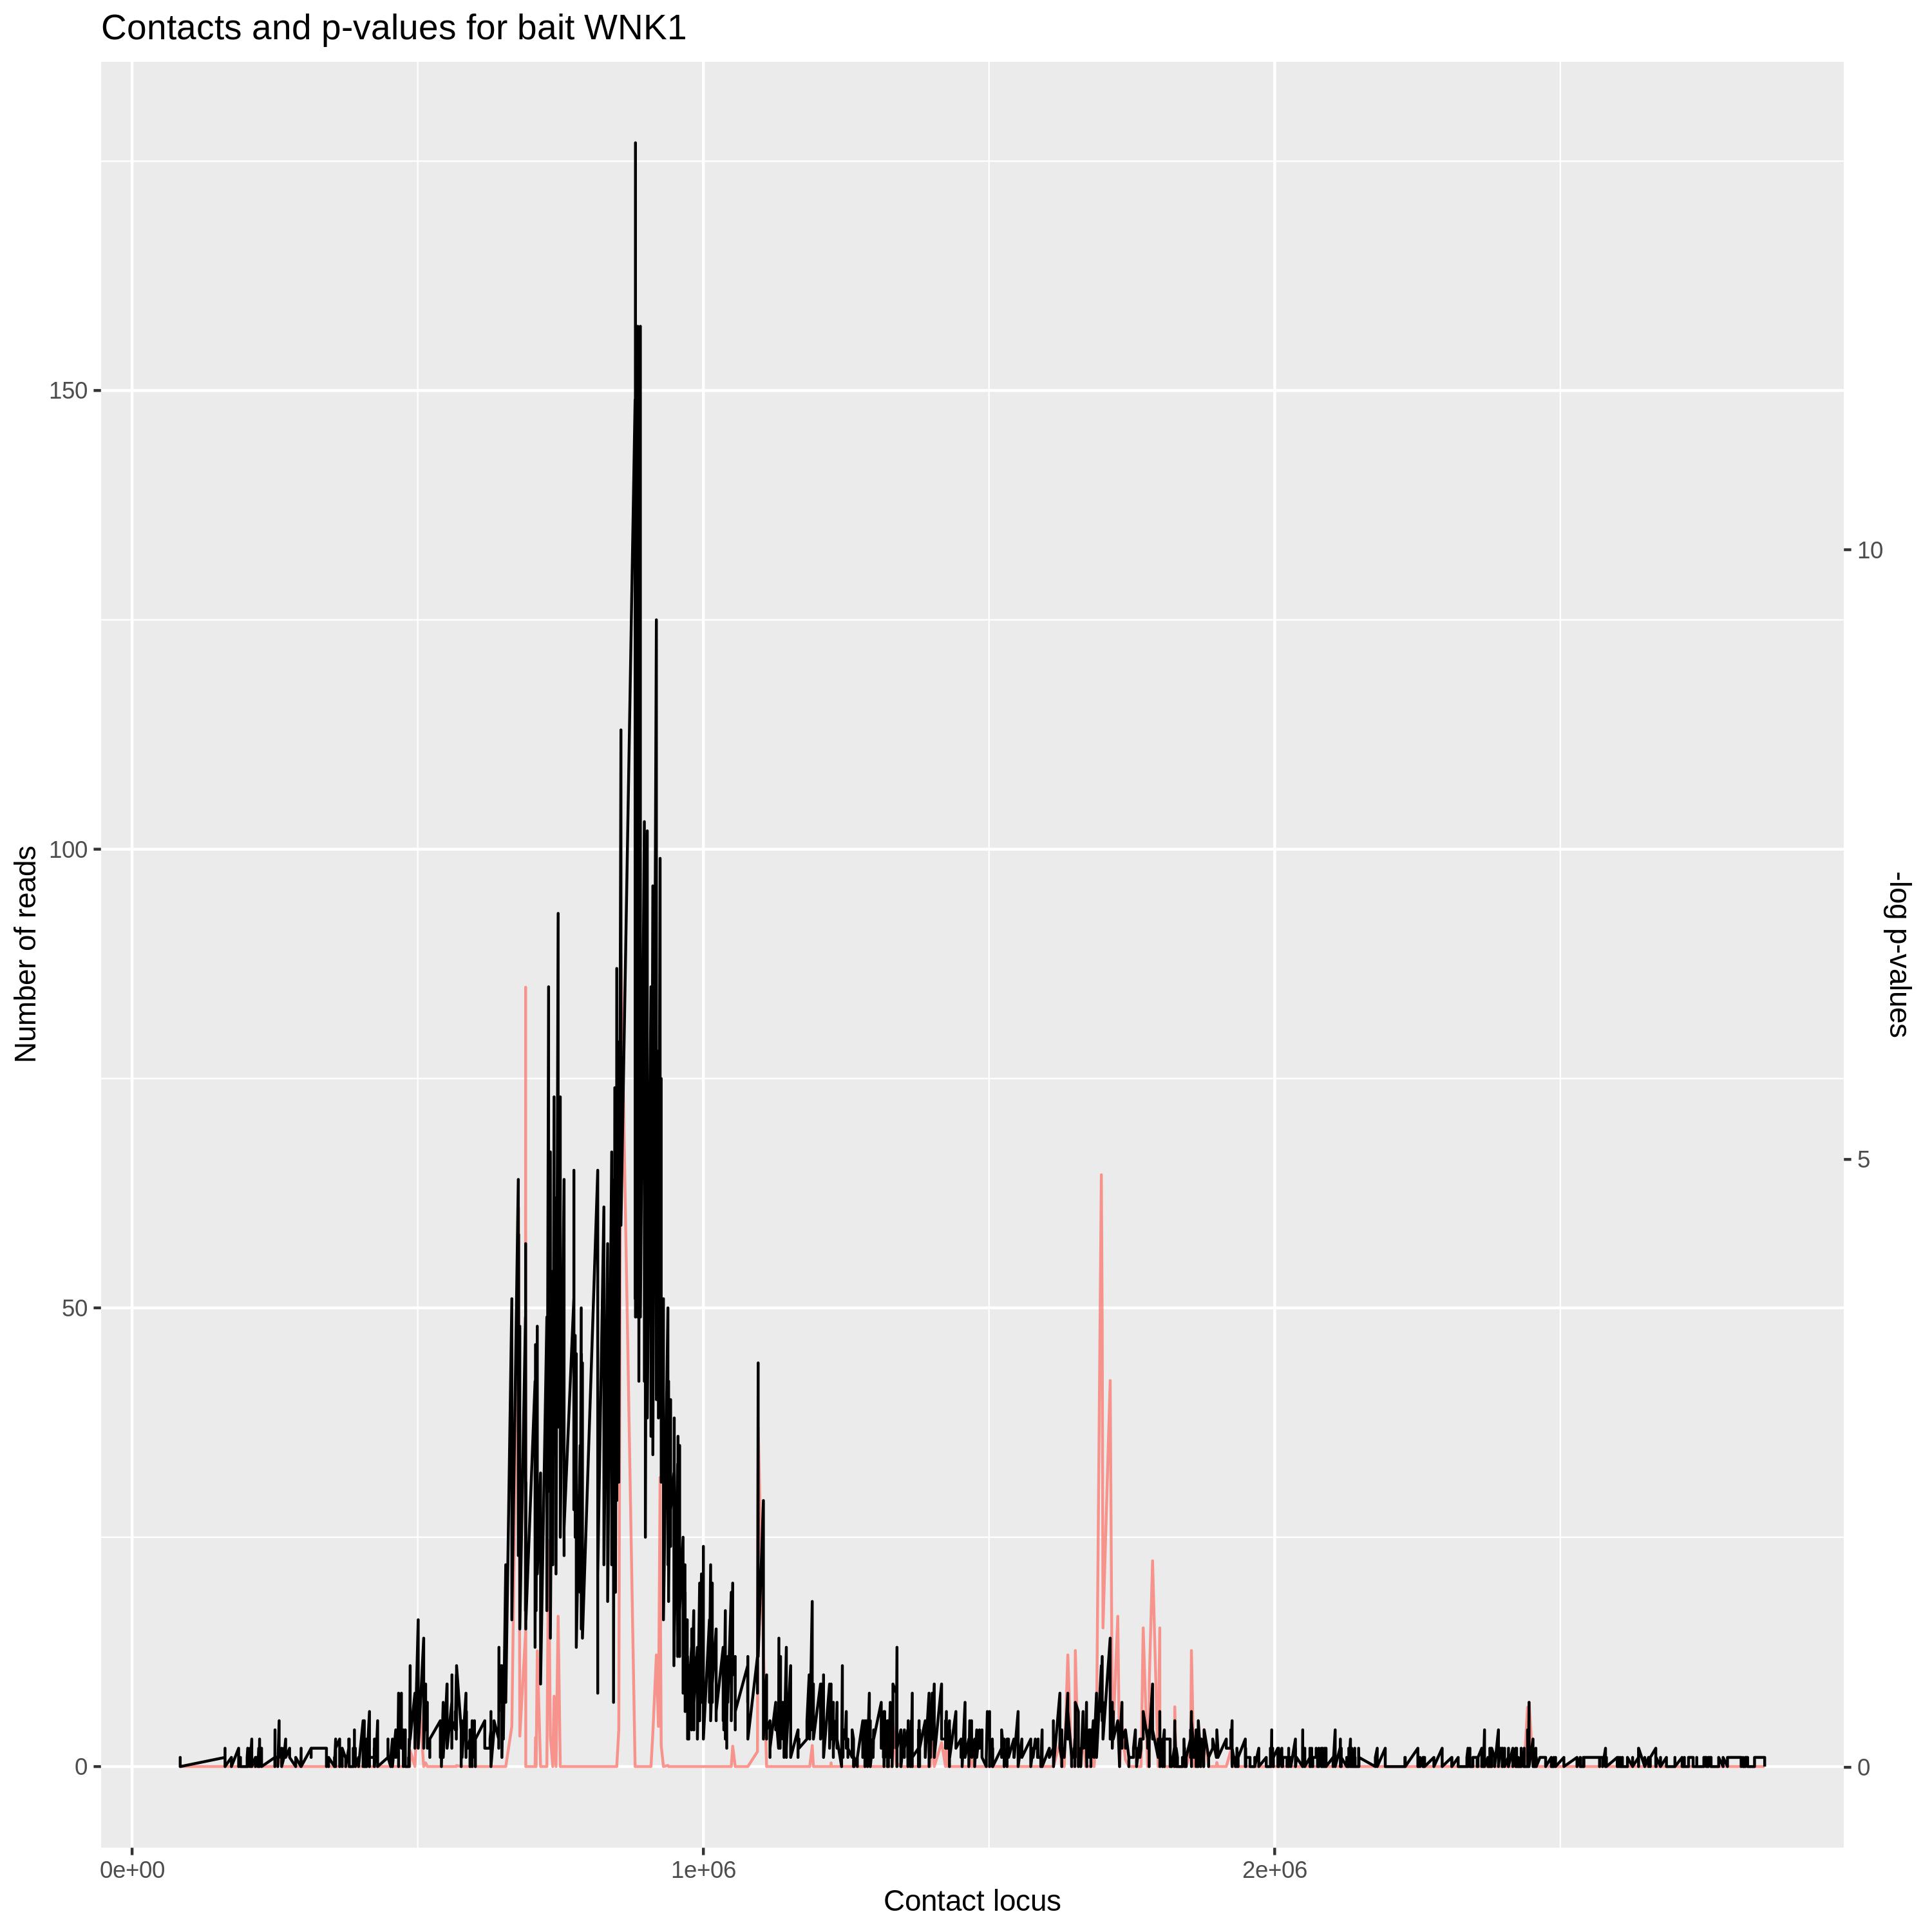 Contacts and p-values for bait WNK1
Number of reads
150
100
50
0
10
5
0
-log p-values
0e+00
1e+06
2e+06
Contact locus